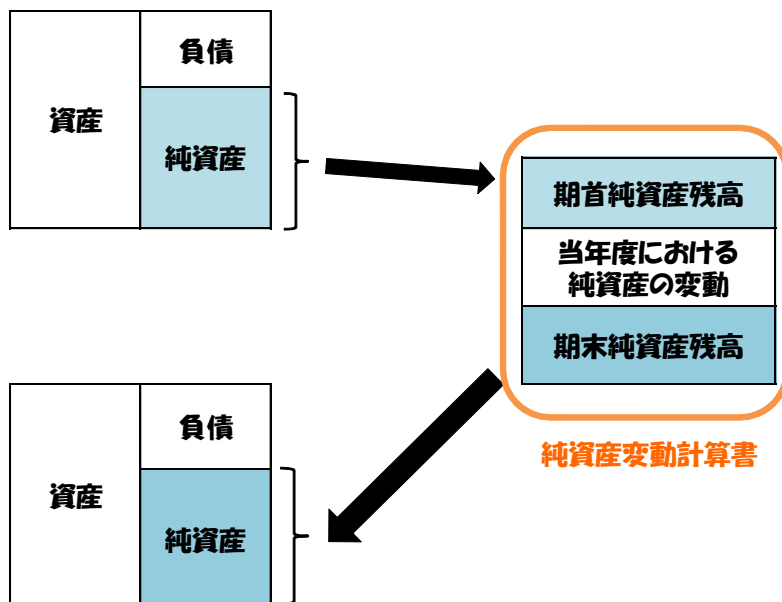 資産
負債
純資産
期首純資産残高
当年度における
純資産の変動
期末純資産残高
純資産変動計算書
資産
負債
純資産